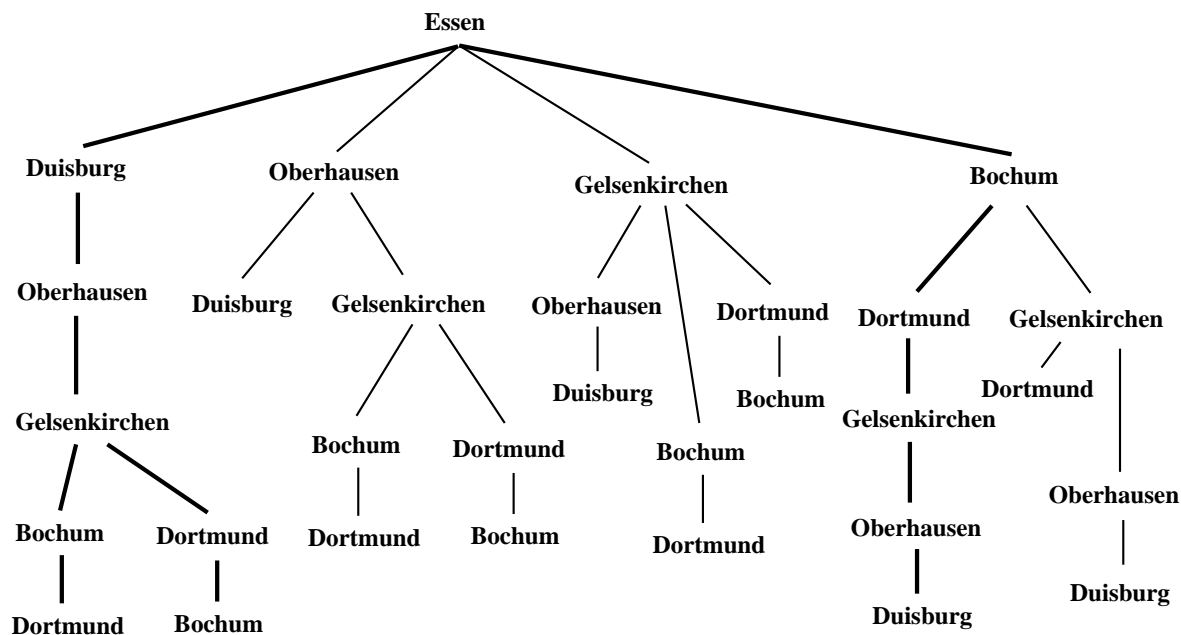 Essen
Duisburg
Oberhausen
Gelsenkirchen
Bochum
Oberhausen
Duisburg
Gelsenkirchen
Oberhausen
Dortmund
Dortmund
Gelsenkirchen
Duisburg
Bochum
Dortmund
Gelsenkirchen
Gelsenkirchen
Bochum
Dortmund
Bochum
Oberhausen
Bochum
Dortmund
Dortmund
Bochum
Dortmund
Oberhausen
Duisburg
Dortmund
Bochum
Duisburg